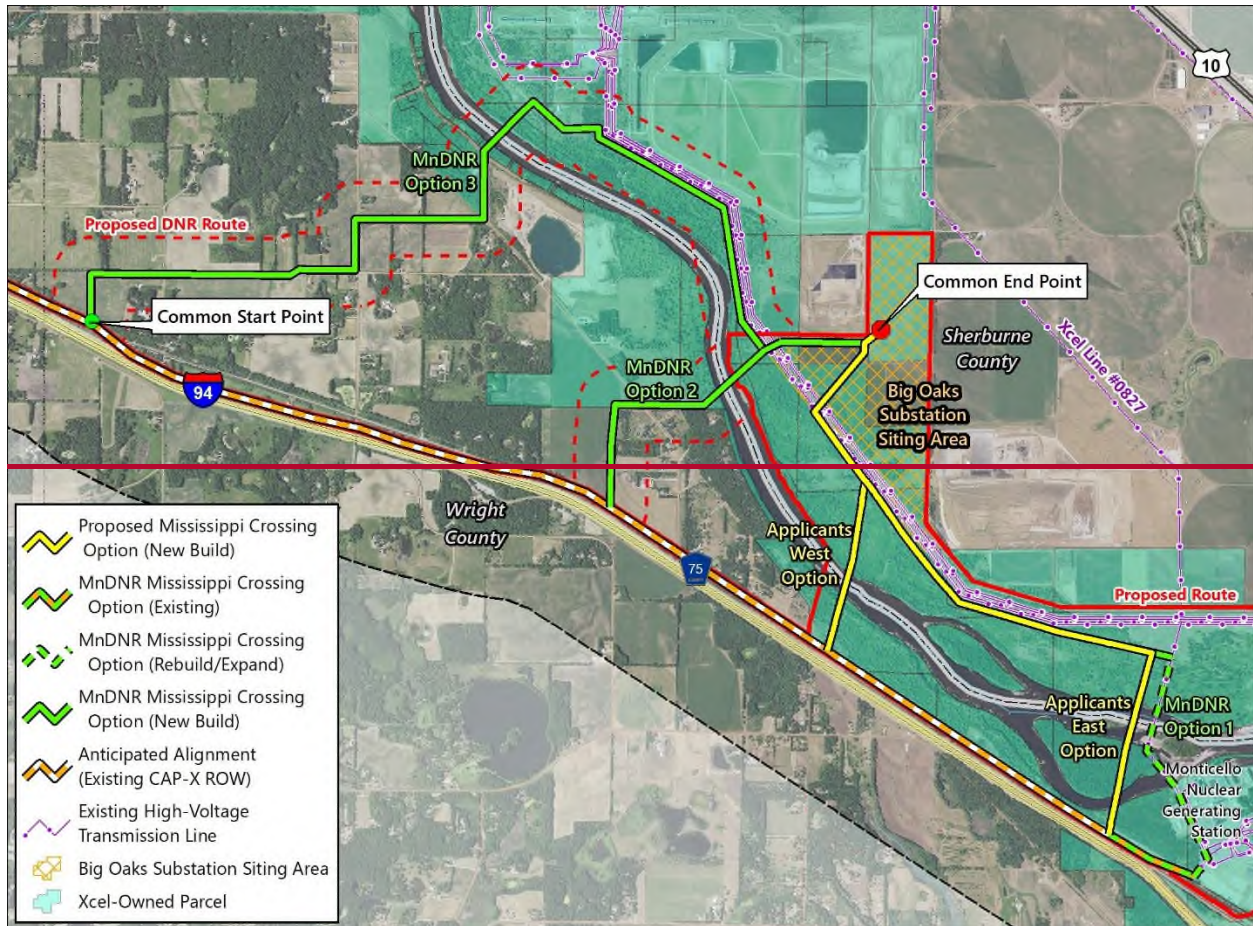 10
MnDNR
Option 3
Proposed DNR Route
Common Start Point
Common End Point
Sherburne
County
Xcel Line #0827
94
MnDNR
Option 2
Big Oaks
Substation
Siting Area
Wright
County
Applicants
West
Option
75
Proposed Route
Applicants
East
Option
MnDNR
Option 1
Monticello
Nuclear
Generating
Station
Proposed Mississippi Crossing
Option (New Build)
MnDNR Mississippi Crossing
Option (Existing)
MnDNR Mississippi Crossing
Option (Rebuild/Expand)
MnDNR Mississippi Crossing
Option (New Build)
Anticipated Alignment
(Existing CAP-X ROW)
Existing High-Voltage
Transmission Line
Big Oaks Substation Siting Area
Xcel-Owned Parcel